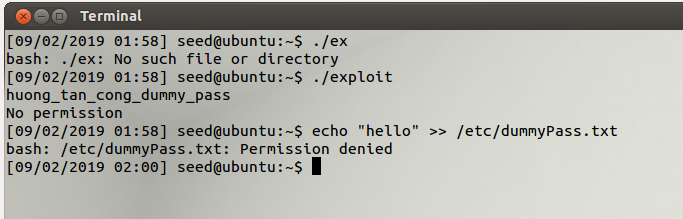 Terminal
[09/02/2019 01:58] seed@ubuntu:~$ ./ex
bash: ./ex: No such file or directory
[09/02/2019 01:58] seed@ubuntu:~$ ./exploit
huong_tan_cong_dummy_pass
No permission
[09/02/2019 01:58] seed@ubuntu:~$ echo "hello" >> /etc/dummyPass.txt
bash: /etc/dummyPass.txt: Permission denied
[09/02/2019 02:00] seed@ubuntu:~$